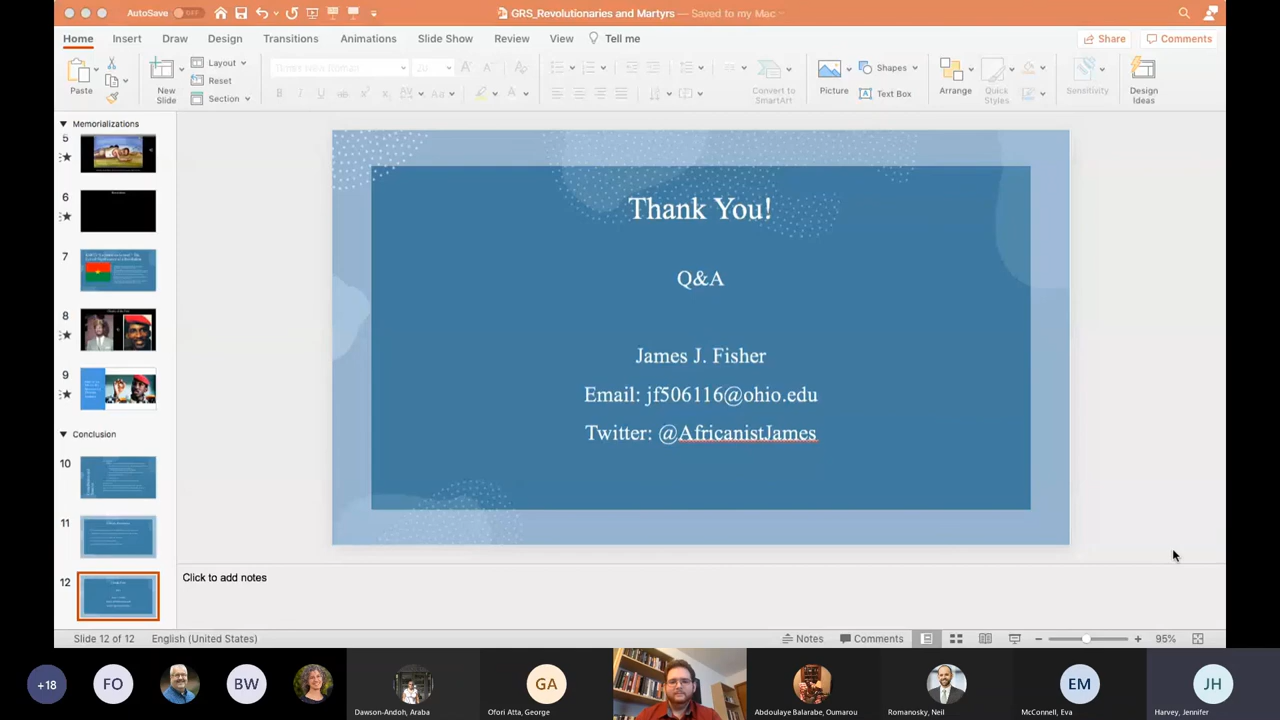 AutoSave OFF
GRS_Revolutionaries and Martyrs — Saved to my Mac
Home Insert Draw Design Transitions Animations Slide Show Review View Tell me Share Comments
Paste
New Slide
Layout
Reset
Section
Times New Roman
Convert to SmartArt
Picture
Shapes
Text Box
Arrange
Quick Styles
Sensitivity
Design Ideas
Memorializations
5
6
7
8
9
Conclusion
10
11
12
Thank You!
Q&A
James J. Fisher
Email: jf506116@ohio.edu
Twitter: @AfricanistJames
Click to add notes
Slide 12 of 12 English (United States) Notes Comments 95%
+18 FO BW GA EM JH
Dawson-Andoh, Araba
Ofori Atta, George
Abdoulaye Balarabe, Oumarou
Romanosky, Neil
McConnell, Eva
Harvey, Jennifer